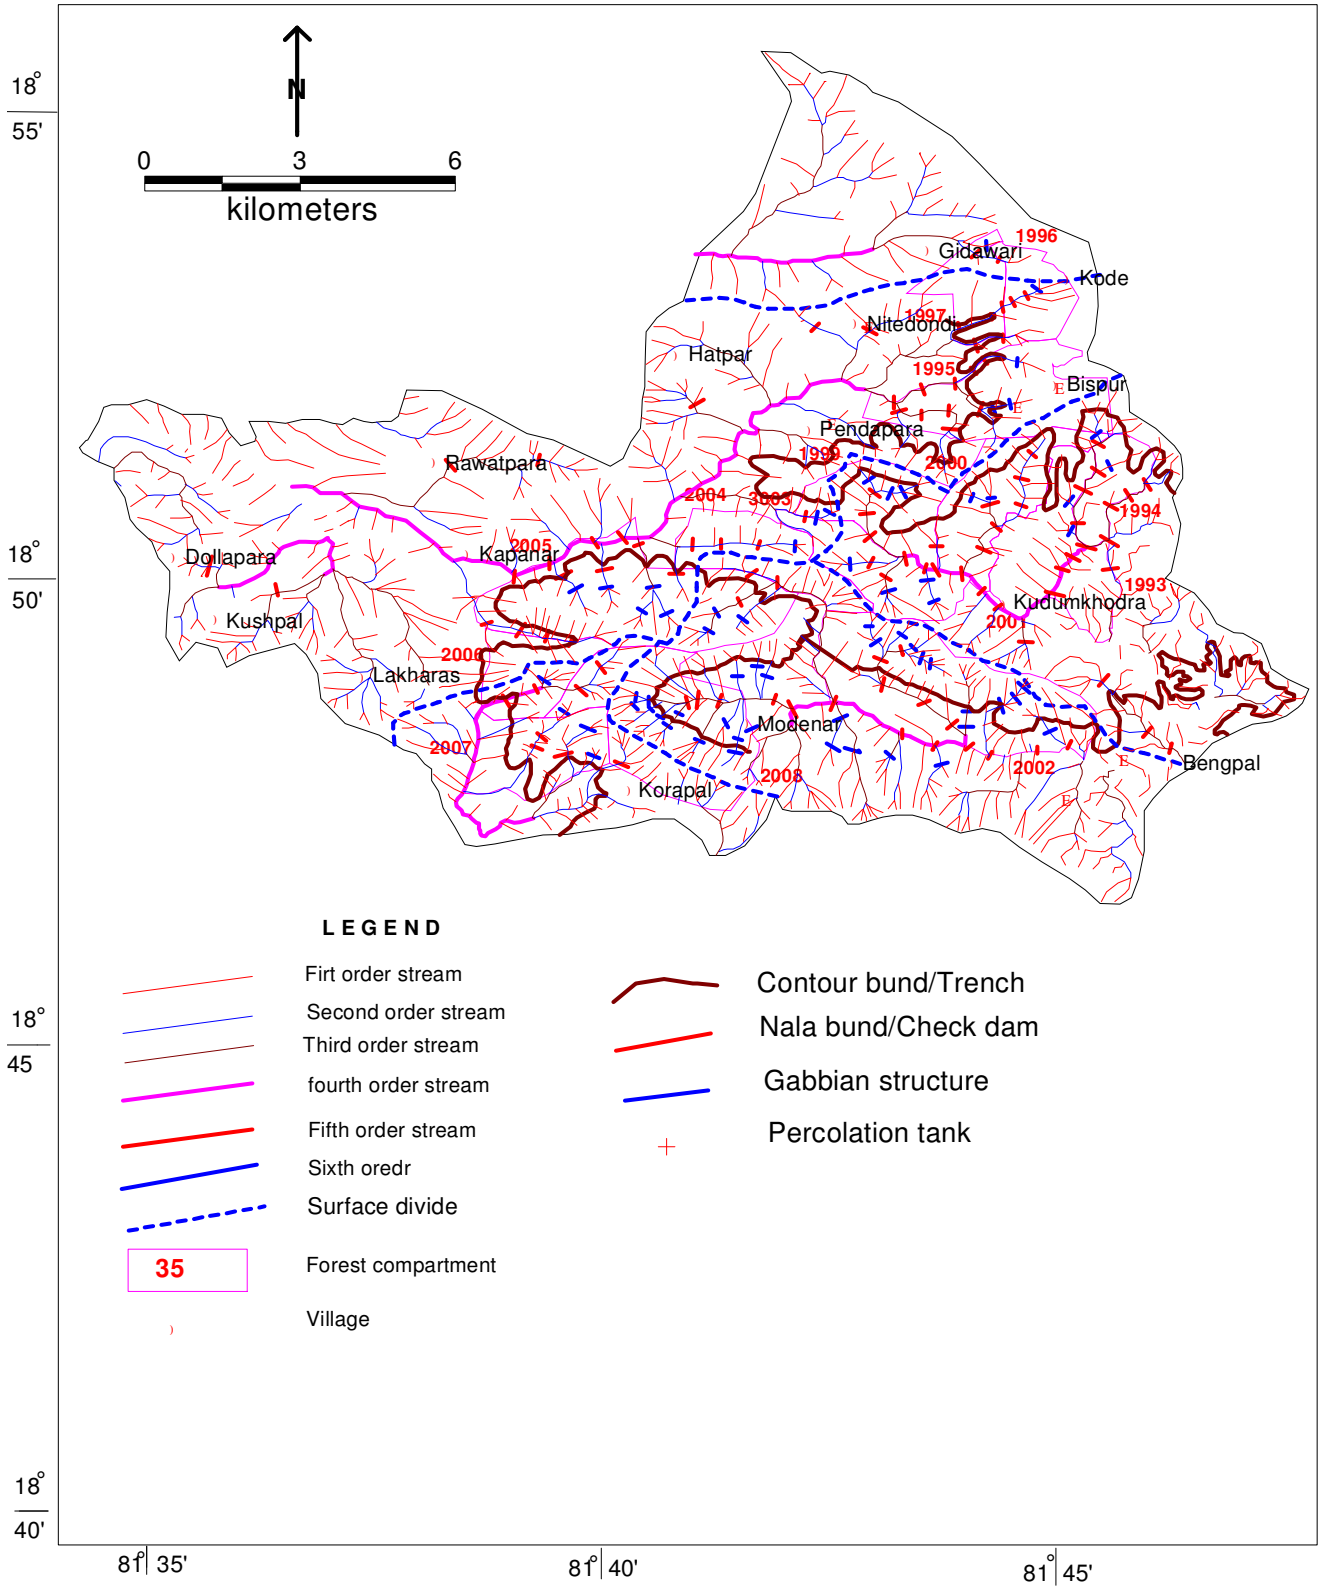 18°
55'
N
0 3 6
kilometers
1996
Gidawari
Kode
1997
Nitedondi
Hatpar
1995
Bispur
E
E
Pendapara
E
1999
2000
Rawatpara
2004
3003
1994
2005
Kapanar
Dollapara
18°
50'
1993
Kudumkhodra
2001
Kushpal
2006
Lakharas
Modenar
2007
2002
Bengpal
E
2008
Korapal
E
LEGEND
Firt order stream
Second order stream
Third order stream
fourth order stream
Fifth order stream
Sixth oredr
Surface divide
35
Forest compartment
Village
Contour bund/Trench
Nala bund/Check dam
Gabbian structure
Percolation tank
18°
45
18°
40'
81° 35'
81° 40'
81° 45'